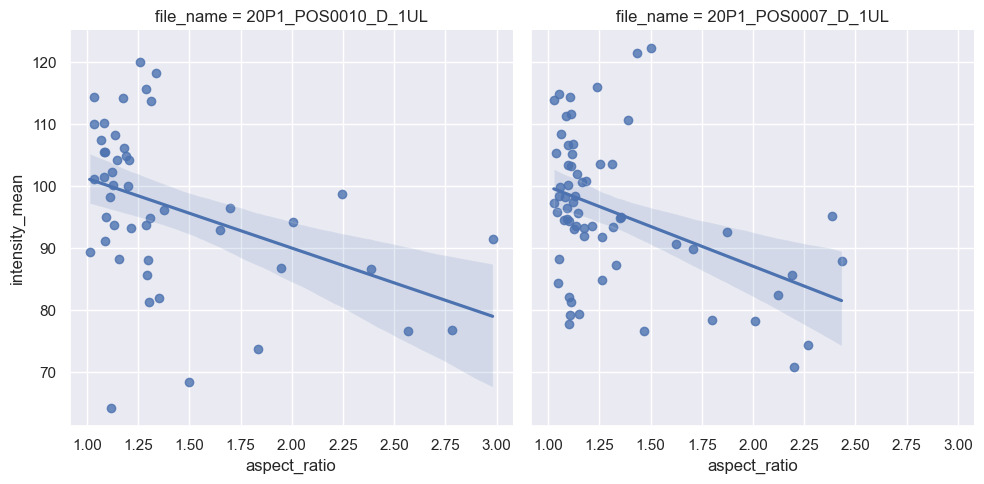 file_name = 20P1_POS0010_D_1UL
file_name = 20P1_POS0007_D_1UL
120
110
100
90
80
70
intensity_mean
1.00 1.25 1.50 1.75 2.00 2.25 2.50 2.75 3.00
1.00 1.25 1.50 1.75 2.00 2.25 2.50 2.75 3.00
aspect_ratio
aspect_ratio